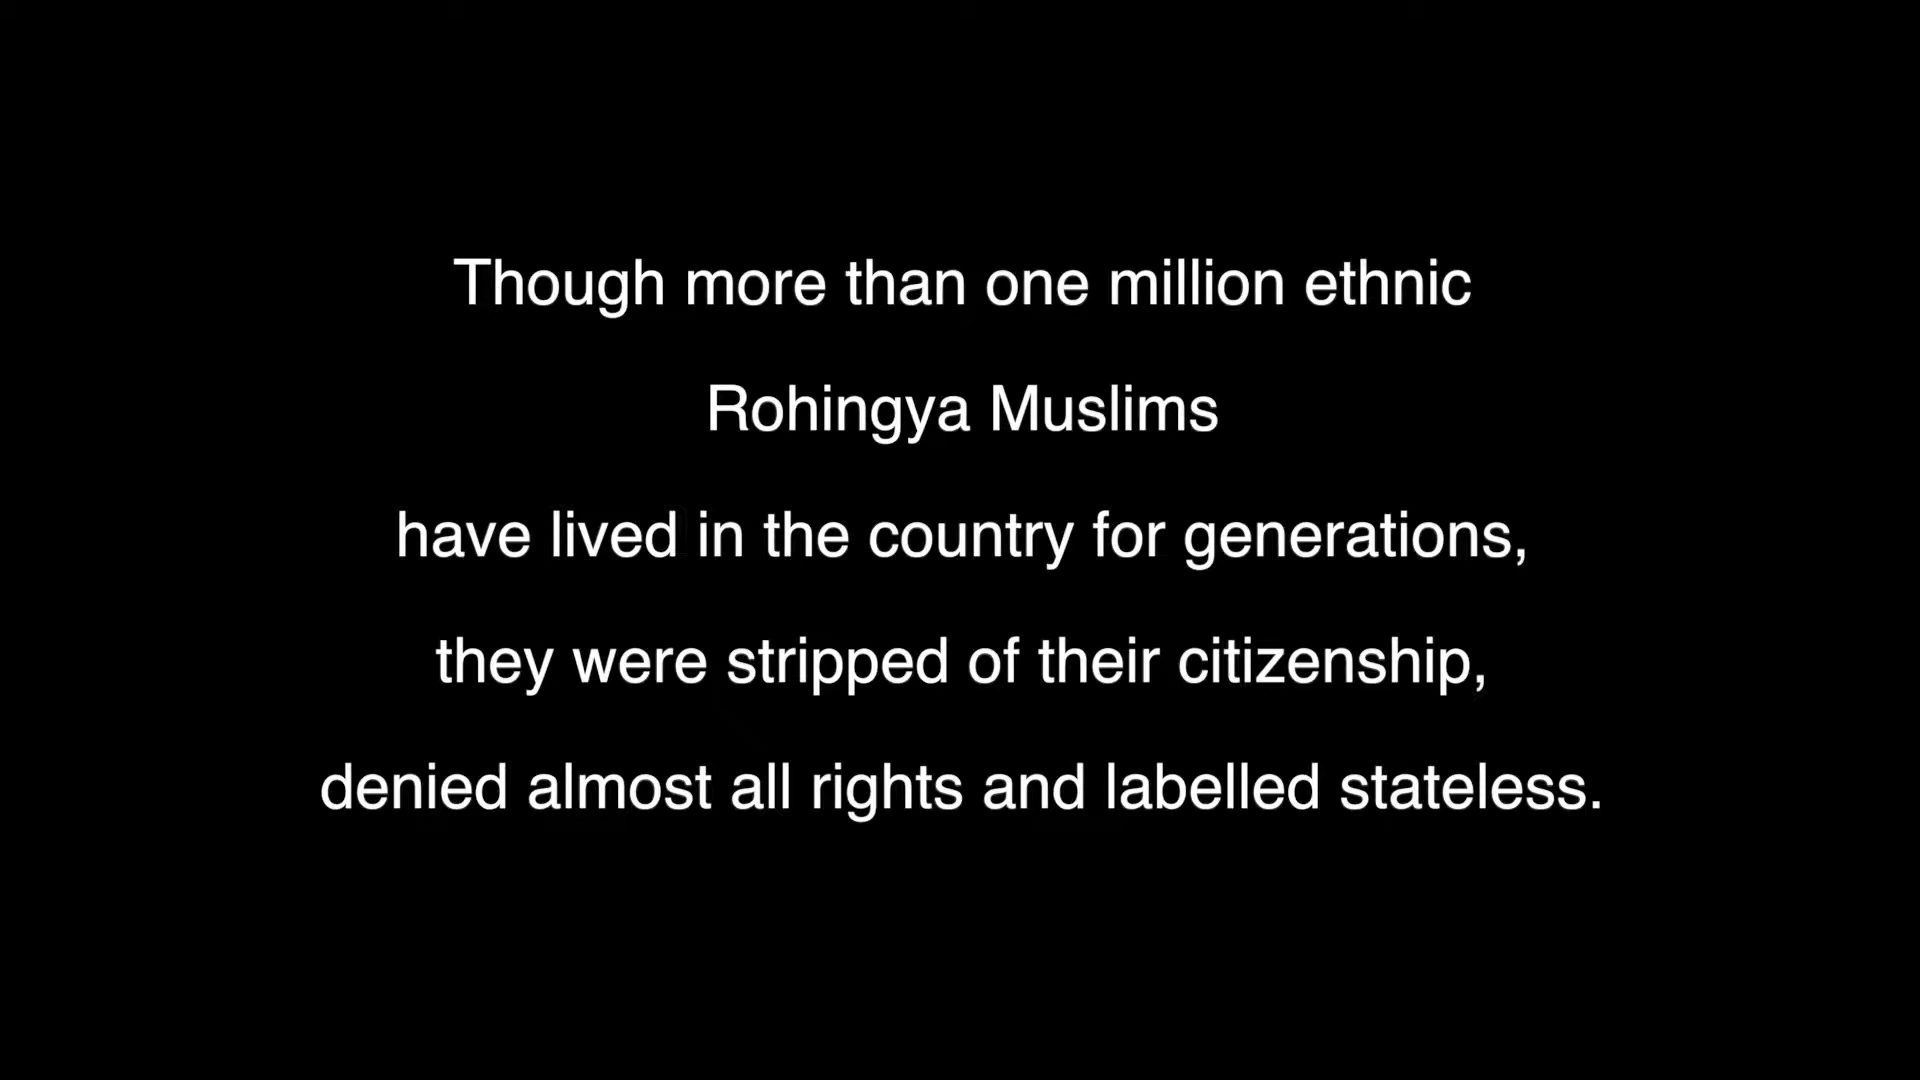 Though more than one million ethnic
Rohingya Muslims
have lived in the country for generations,
they were stripped of their citizenship,
denied almost all rights and labelled stateless.